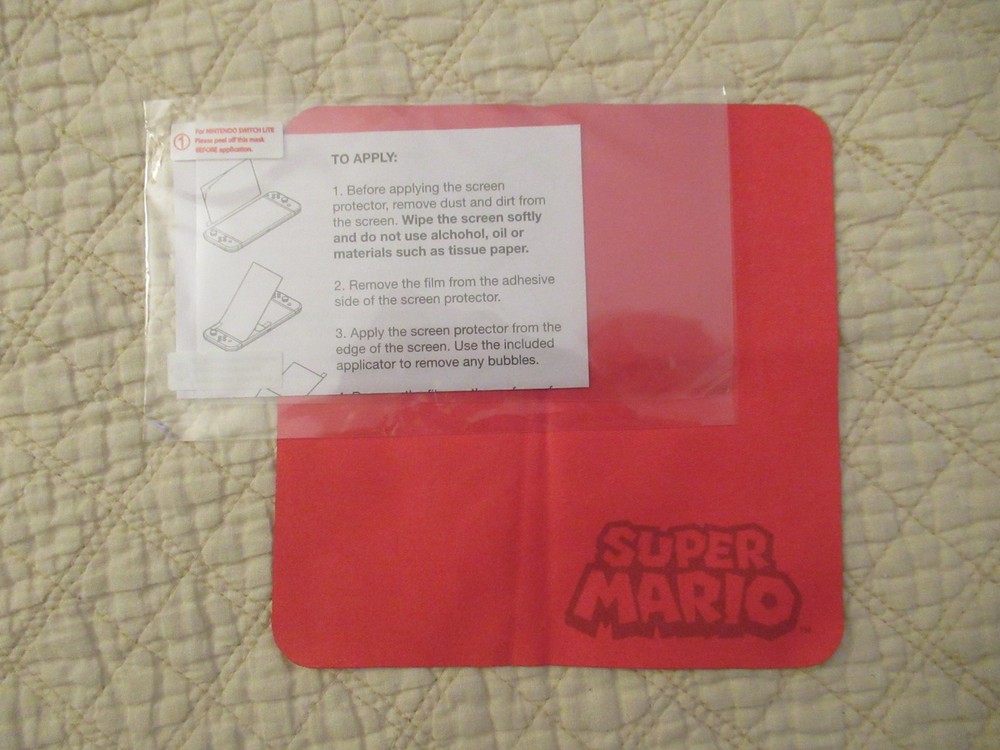 1
For NINTENDO SWITCH LITE
Please peel off this mask
BEFORE application.
TO APPLY:
1. Before applying the screen
protector, remove dust and dirt from
the screen. Wipe the screen softly
and do not use alchohol, oil or
materials such as tissue paper.
2. Remove the film from the adhesive
side of the screen protector.
3. Apply the screen protector from the
edge of the screen. Use the included
applicator to remove any bubbles.
SUPER
MARIO
TM